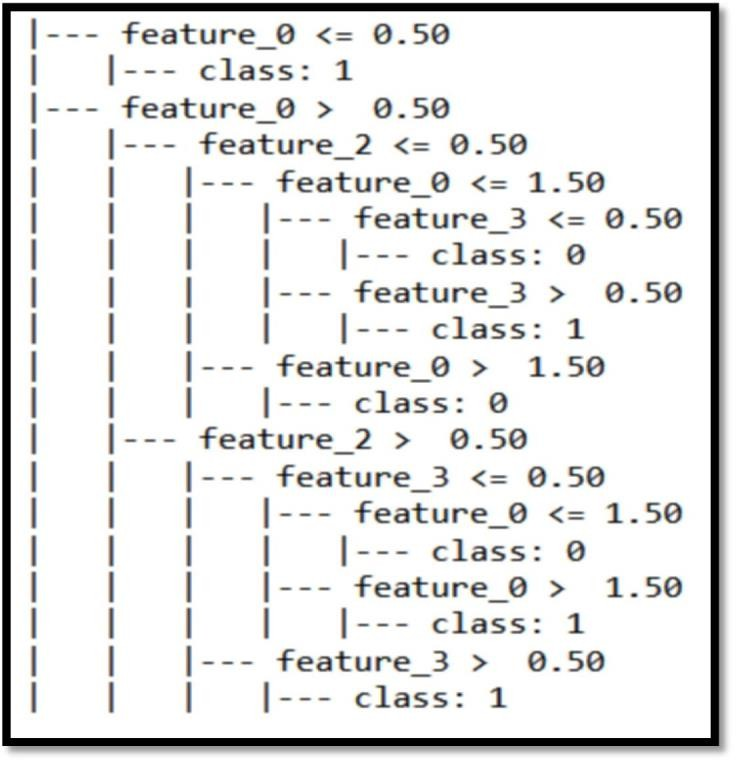 |--- feature_0 <= 0.50
|   |--- class: 1
|--- feature_0 >  0.50
|   |--- feature_2 <= 0.50
|   |   |--- feature_0 <= 1.50
|   |   |   |--- feature_3 <= 0.50
|   |   |   |   |--- class: 0
|   |   |   |--- feature_3 >  0.50
|   |   |   |   |--- class: 1
|   |   |--- feature_0 >  1.50
|   |   |   |--- class: 0
|   |--- feature_2 >  0.50
|   |   |--- feature_3 <= 0.50
|   |   |   |--- feature_0 <= 1.50
|   |   |   |   |--- class: 0
|   |   |   |--- feature_0 >  1.50
|   |   |   |   |--- class: 1
|   |   |--- feature_3 >  0.50
|   |   |   |--- class: 1